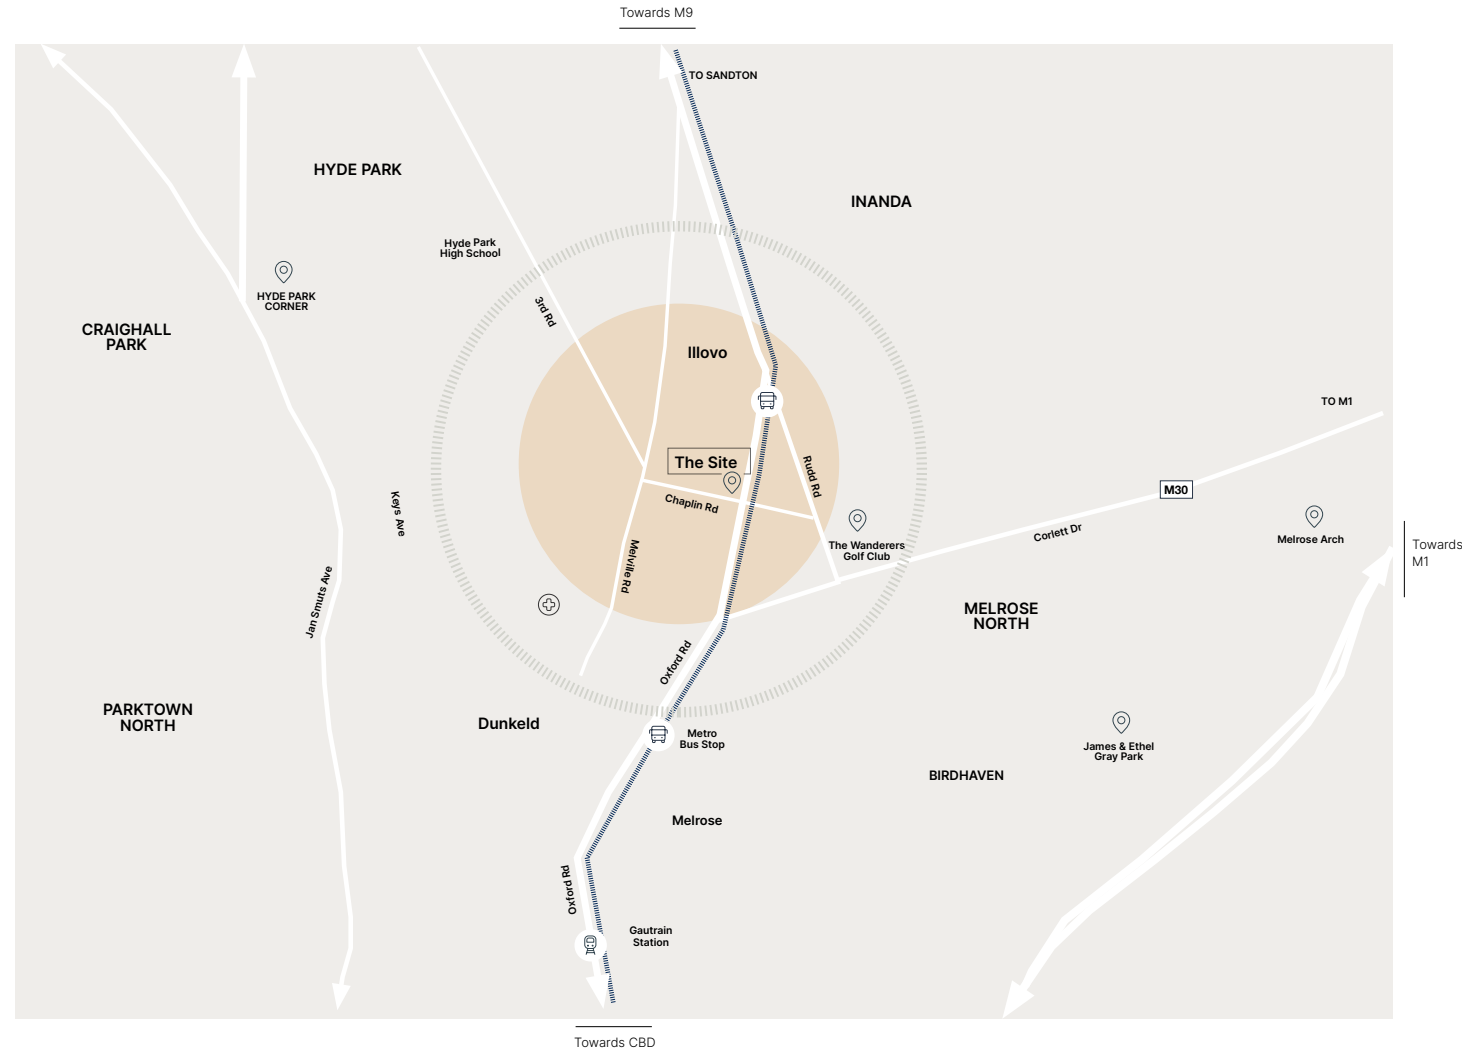 Towards M9
TO SANDTON
HYDE PARK
INANDA
Hyde Park
High School
HYDE PARK
CORNER
3rd Rd
CRAIGHALL
PARK
Illovo
TO M1
The Site
Rudd Rd
Chaplin Rd
M30
Keys Ave
Corlett Dr
Melrose Arch
The Wanderers
Golf Club
Towards
M1
Melville Rd
Jan Smuts Ave
MELROSE
NORTH
Oxford Rd
PARKTOWN
NORTH
Dunkeld
Metro
Bus Stop
James & Ethel
Gray Park
BIRDHAVEN
Melrose
Oxford Rd
Gautrain
Station
Towards CBD